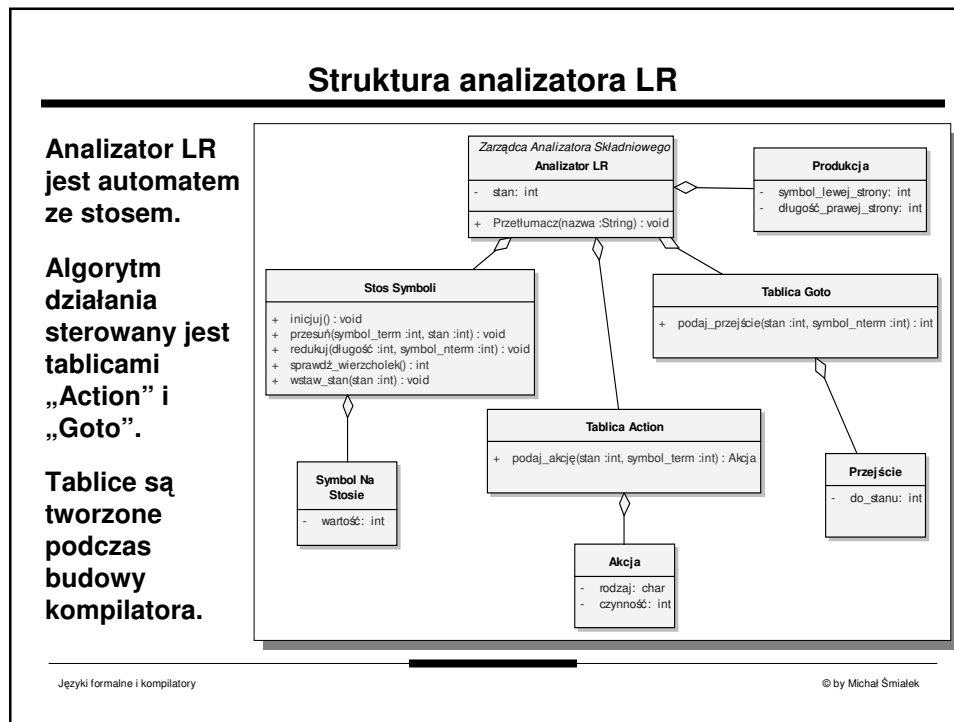 Struktura analizatora LR
Analizator LR
jest automatem
ze stosem.
Algorytm
działania
sterowany jest
tablicami
„Action” i
„Goto”.
Tablice są
tworzone
podczas
budowy
kompilatora.
Zarządca Analizatora Składniowego
Analizator LR
- stan: int
+ Przetłumacz(nazwa :String) : void
Produkcja
- symbol_lewej_strony: int
- długość_prawej_strony: int
Stos Symboli
+ inicjuj() : void
+ przesuń(symbol_term :int, stan :int) : void
+ redukuj(długość :int, symbol_nterm :int) : void
+ sprawdź_wierzcholek() : int
+ wstaw_stan(stan :int) : void
Tablica Goto
+ podaj_przejście(stan :int, symbol_nterm :int) : int
Tablica Action
+ podaj_akcję(stan :int, symbol_term :int) : Akcja
Symbol Na
Stosie
- wartość: int
Przejście
- do_stanu: int
Akcja
- rodzaj: char
- czynność: int
Języki formalne i kompilatory
© by Michał Śmiałek